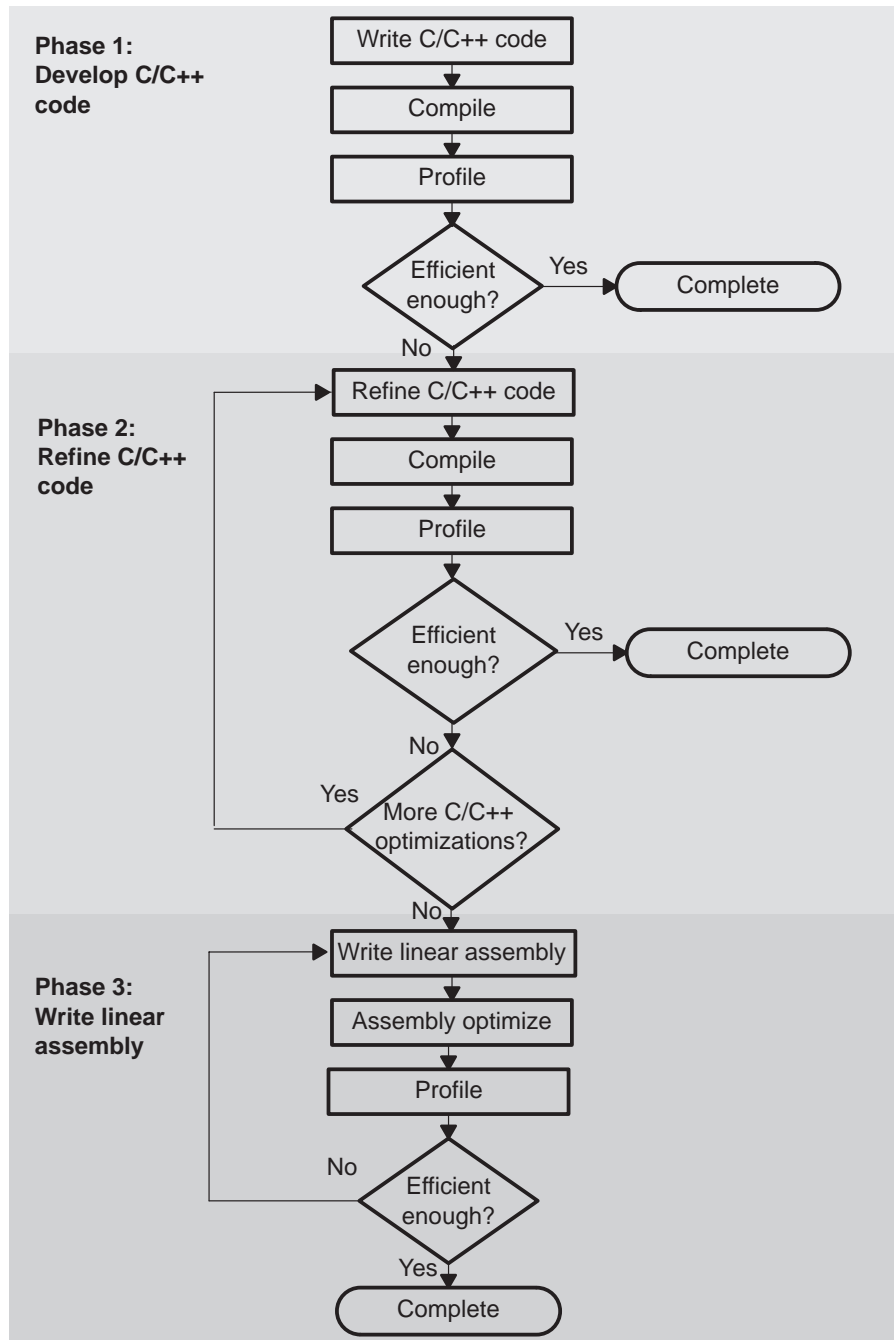 Phase 1:
Develop C/C++
code
Write C/C++ code
Compile
Profile
Efficient
enough?
Yes
Complete
No
Phase 2:
Refine C/C++
code
Refine C/C++ code
Compile
Profile
Efficient
enough?
Yes
Complete
No
Yes
More C/C++
optimizations?
No
Phase 3:
Write linear
assembly
Write linear assembly
Assembly optimize
Profile
No
Efficient
enough?
Yes
Complete